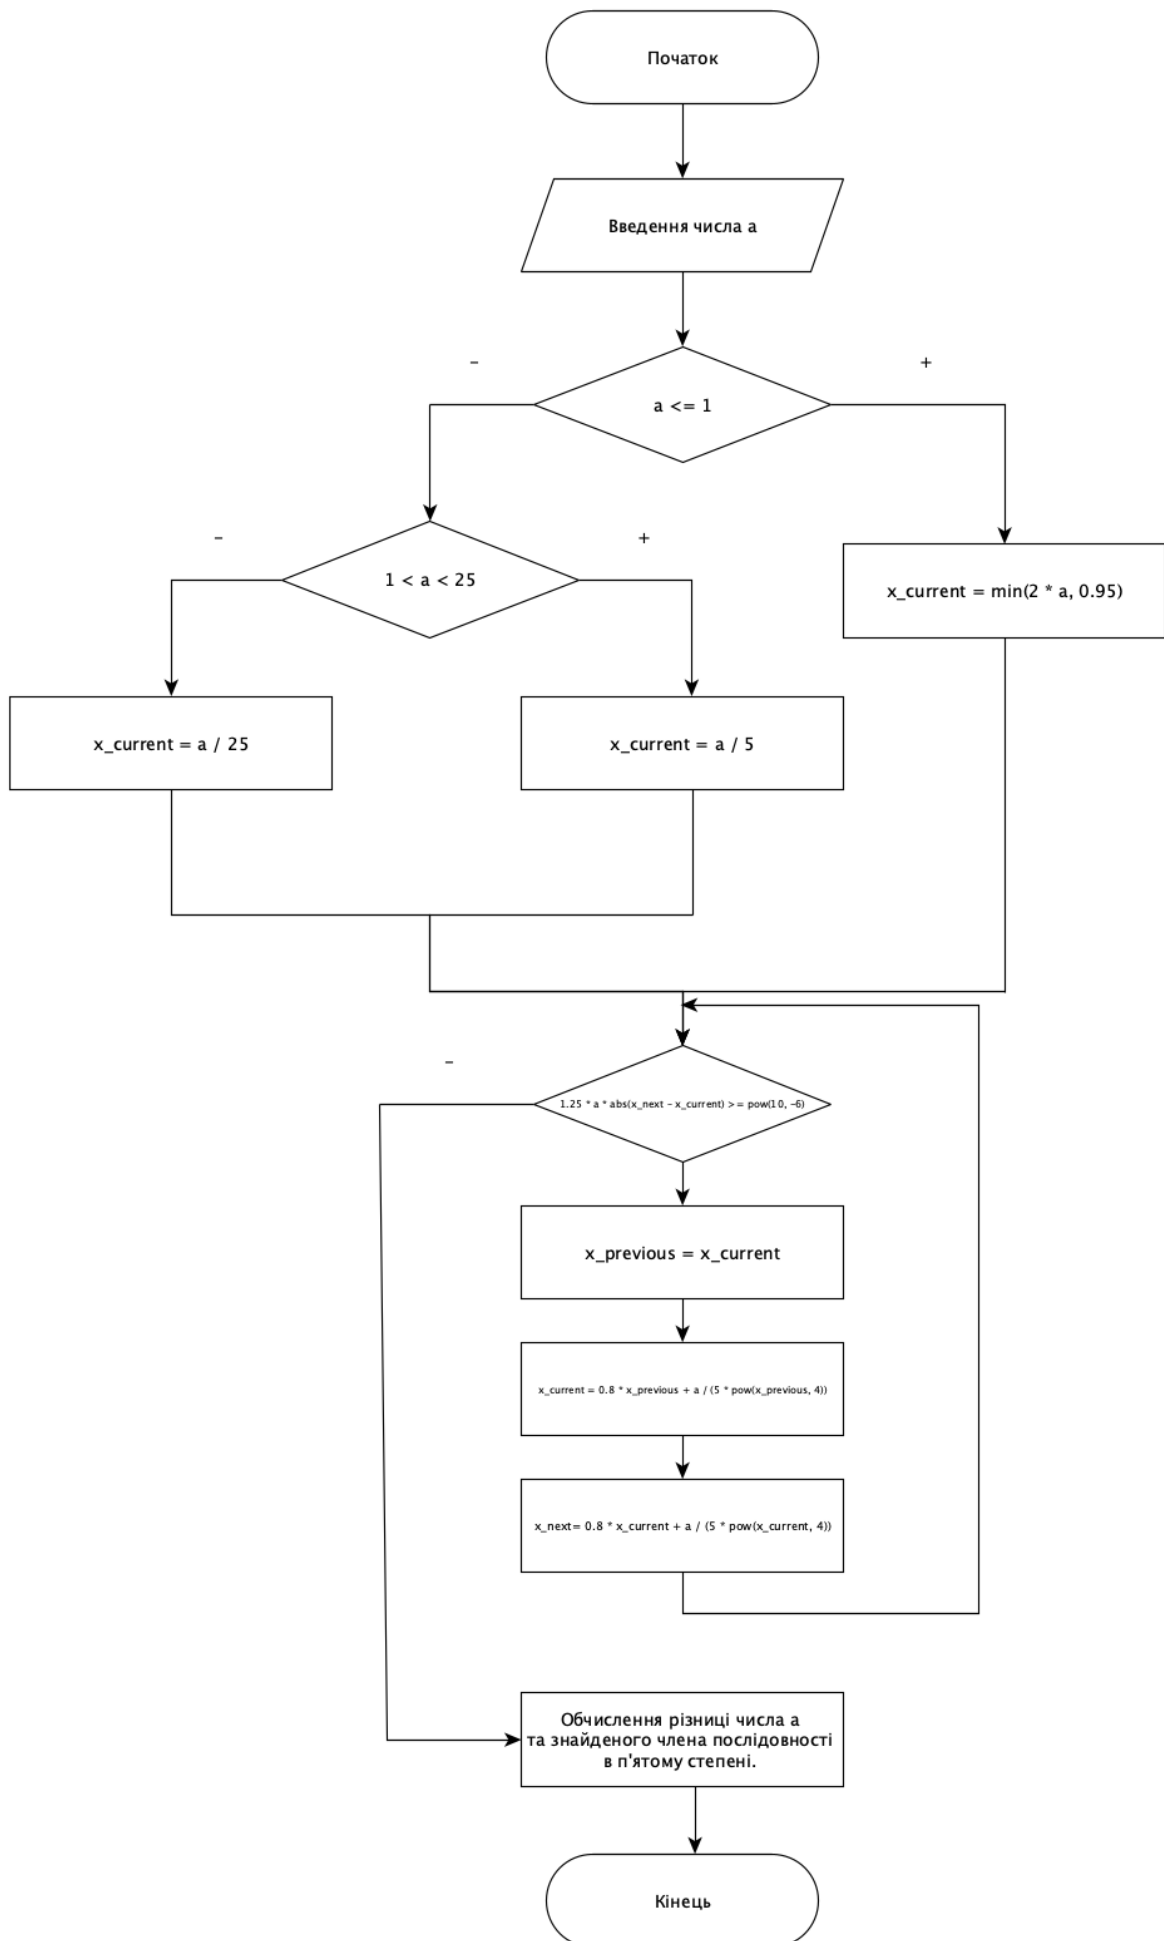 Початок
Введення числа а
–
+
a <= 1
–
+
1 < a < 25
x_current = min(2 * a, 0.95)
x_current = a / 25
x_current = a / 5
–
1.25 * a * abs(x_next – x_current) >= pow(10, –6)
x_previous = x_current
x_current = 0.8 * x_previous + a / (5 * pow(x_previous, 4))
x_next= 0.8 * x_current + a / (5 * pow(x_current, 4))
Обчислення різниці числа а
та знайденого члена послідовності
в п'ятому степені.
Кінець